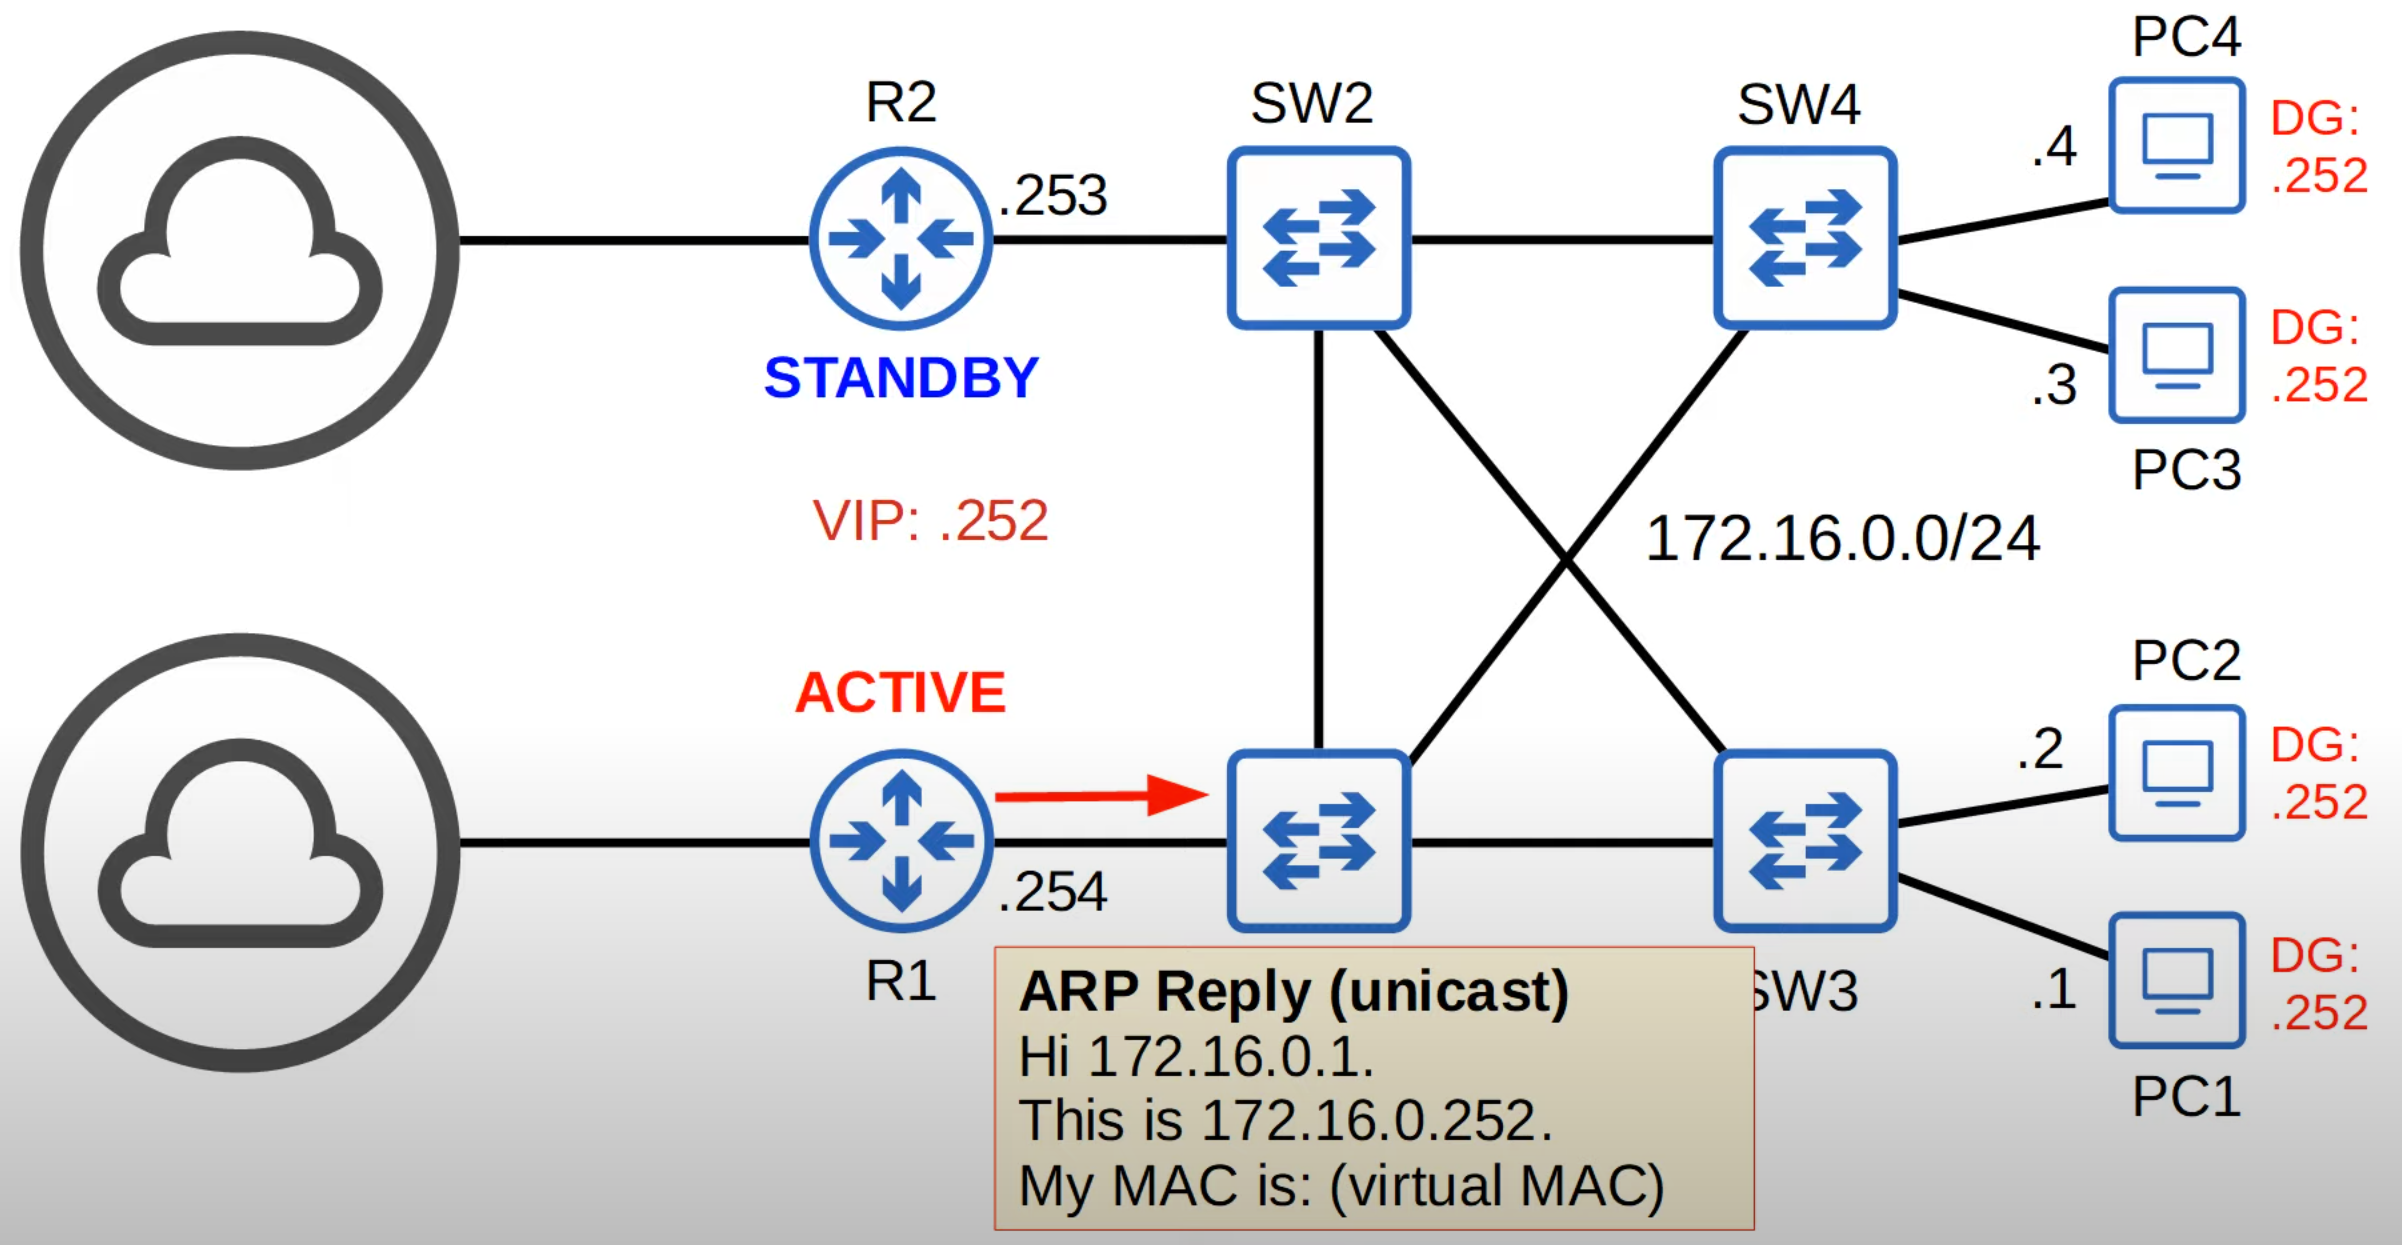 PC4
R2
SW2
SW4
DG:
.4
.252
.253
DG:
STANDBY
.3
.252
PC3
VIP: .252
172.16.0.0/24
PC2
ACTIVE
.2
DG:
.252
.254
DG:
R1
SW3
.1
.252
ARP Reply (unicast)
Hi 172.16.0.1.
This is 172.16.0.252.
My MAC is: (virtual MAC)
PC1